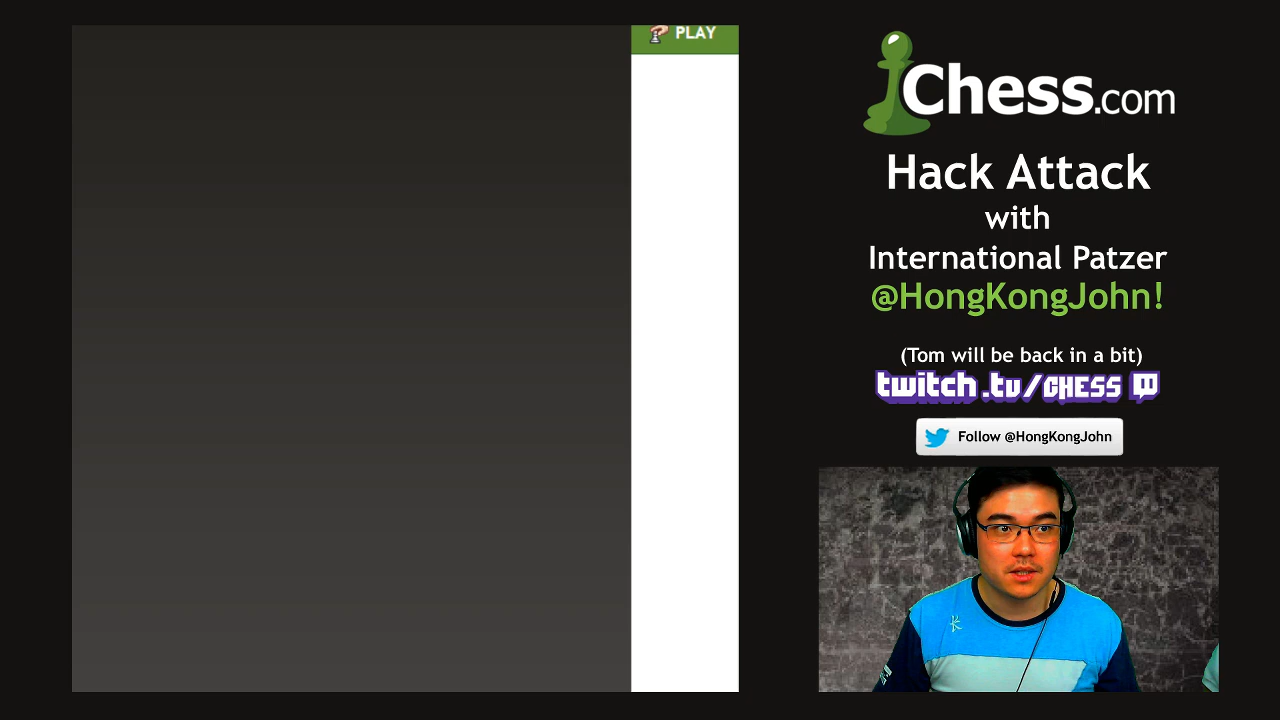 PLAY
Chess.com
Hack Attack
with
International Patzer
@HongKongJohn!
(Tom will be back in a bit)
twitch.tv/CHESS
Follow @HongKongJohn